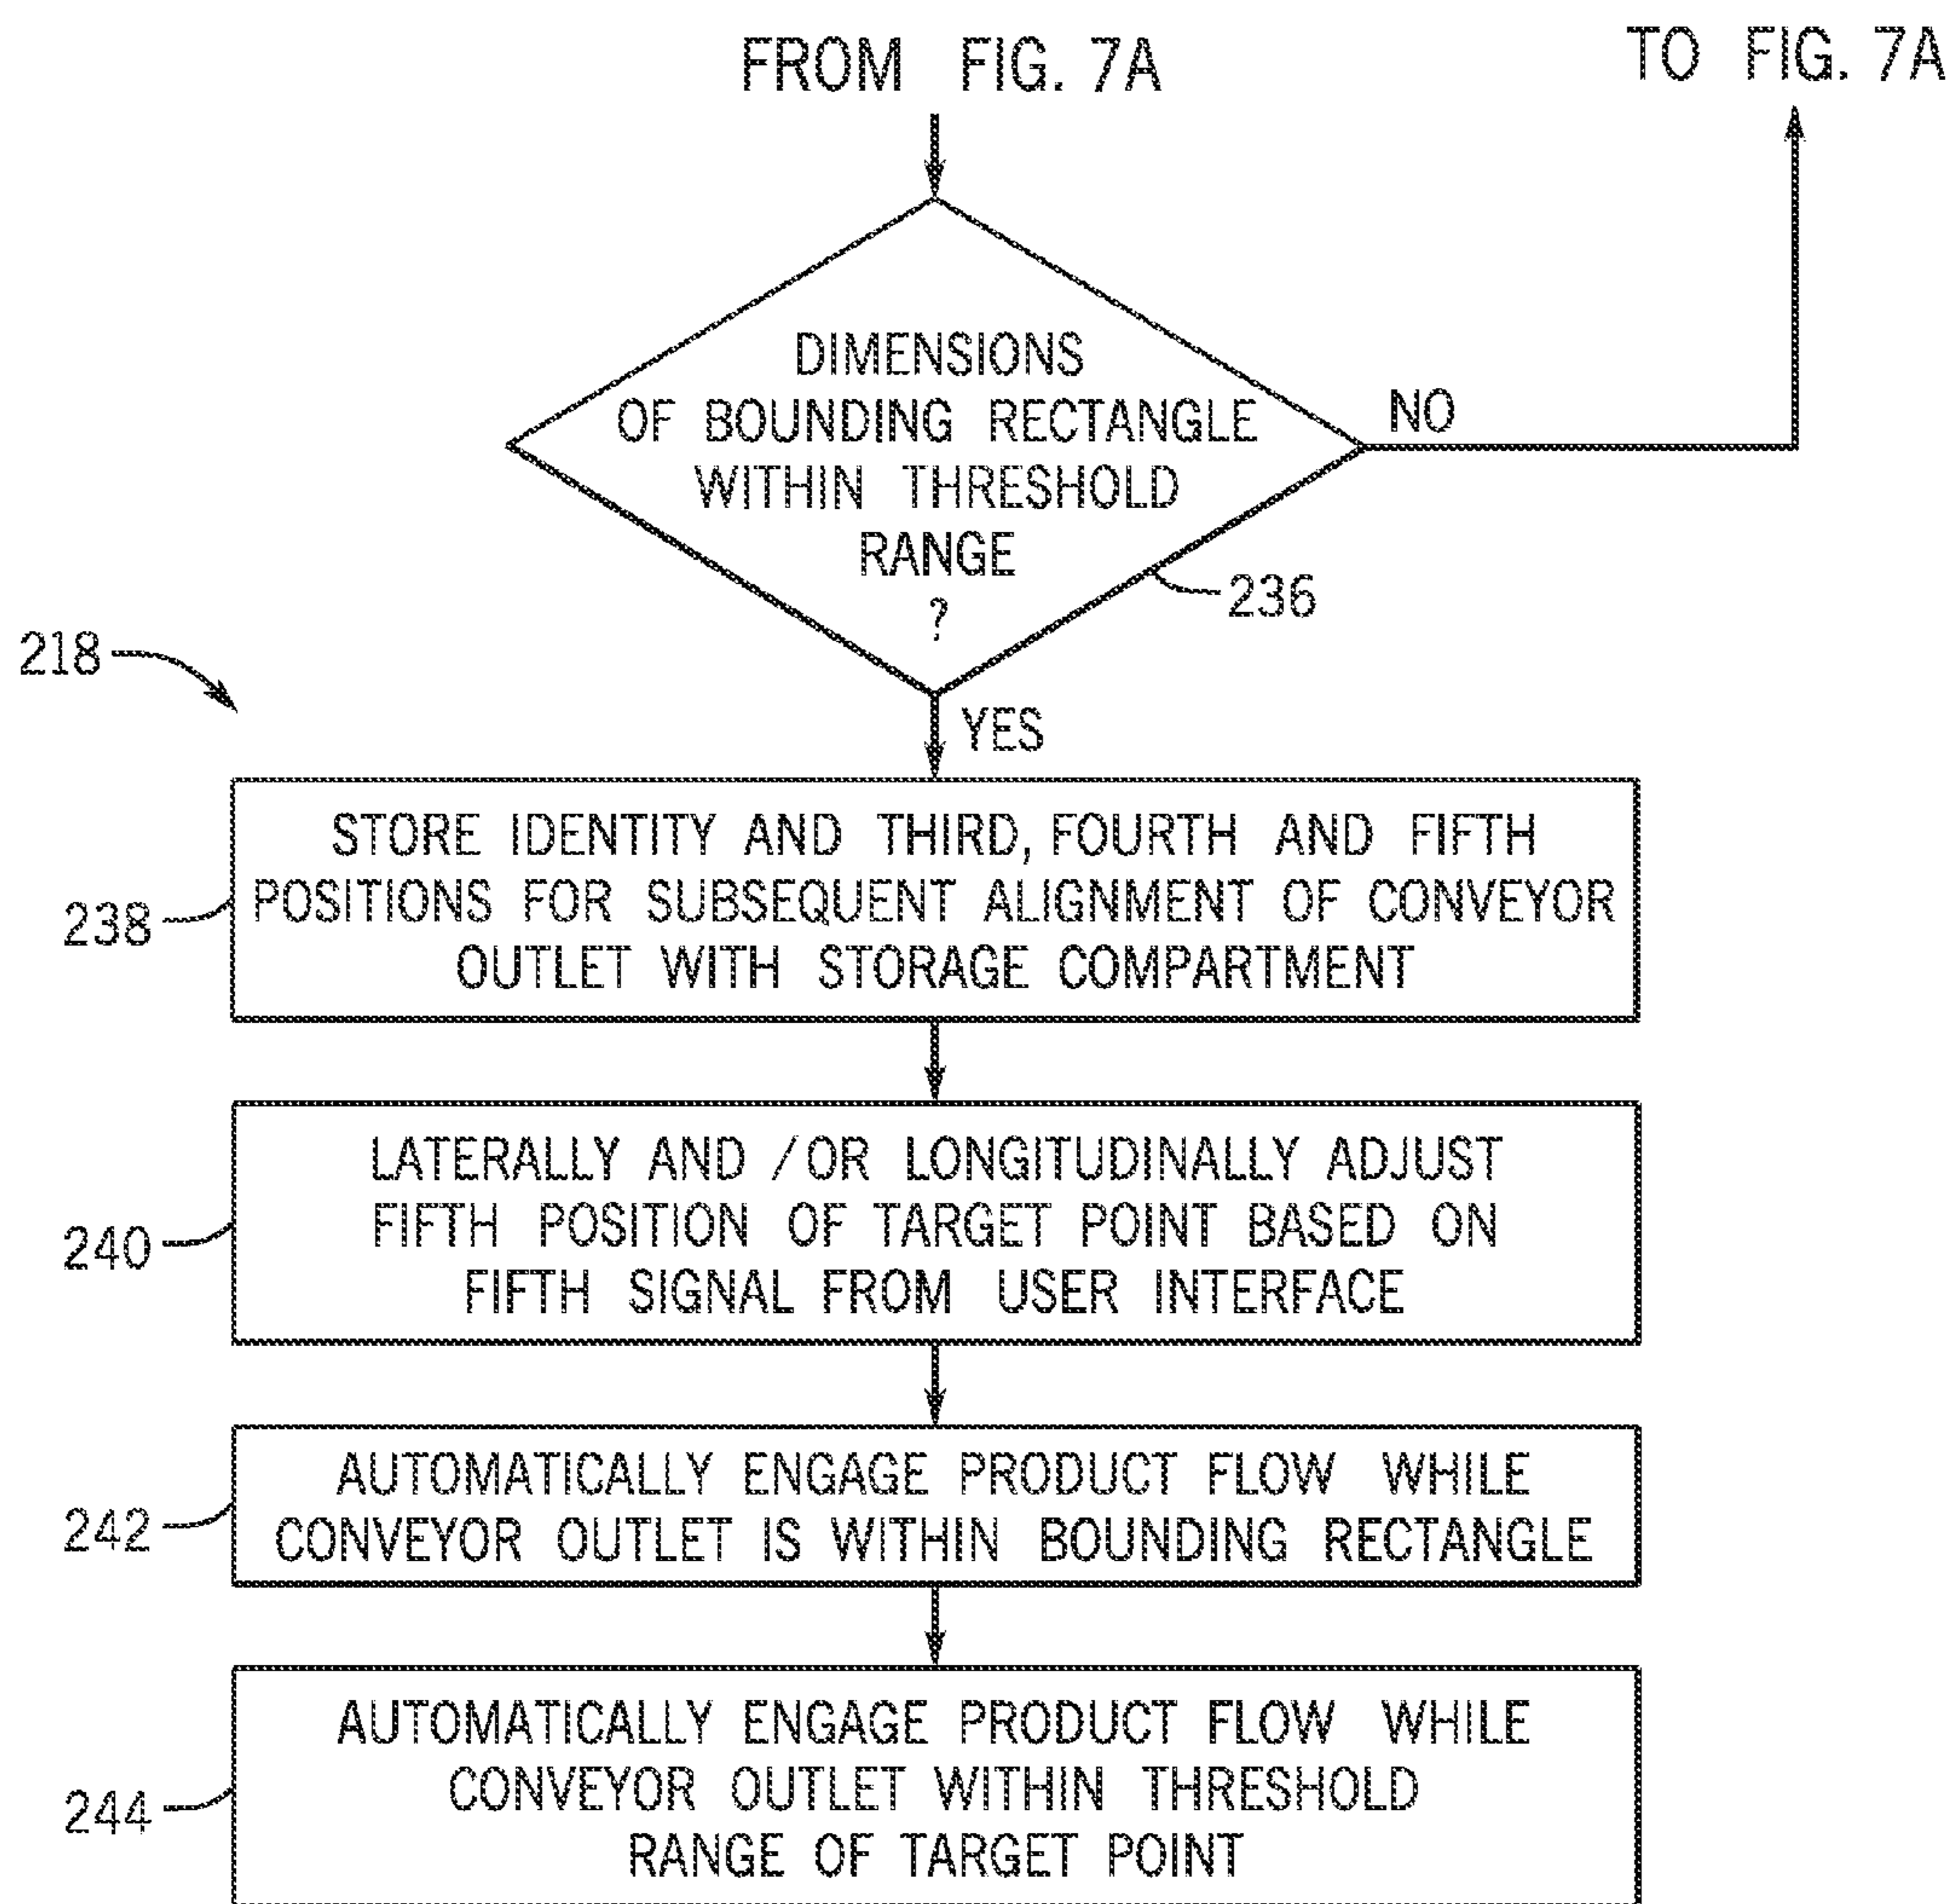 FROM FIG. 7A
TO FIG. 7A
DIMENSIONS
OF BOUNDING RECTANGLE
WITHIN THRESHOLD
RANGE
?
NO
236
218
YES
STORE IDENTITY AND THIRD, FOURTH AND FIFTH
POSITIONS FOR SUBSEQUENT ALIGNMENT OF CONVEYOR
OUTLET WITH STORAGE COMPARTMENT
238
LATERALLY AND /OR LONGITUDINALLY ADJUST
FIFTH POSITION OF TARGET POINT BASED ON
FIFTH SIGNAL FROM USER INTERFACE
240
AUTOMATICALLY ENGAGE PRODUCT FLOW WHILE
CONVEYOR OUTLET IS WITHIN BOUNDING RECTANGLE
242
AUTOMATICALLY ENGAGE PRODUCT FLOW WHILE
CONVEYOR OUTLET WITHIN THRESHOLD
RANGE OF TARGET POINT
244